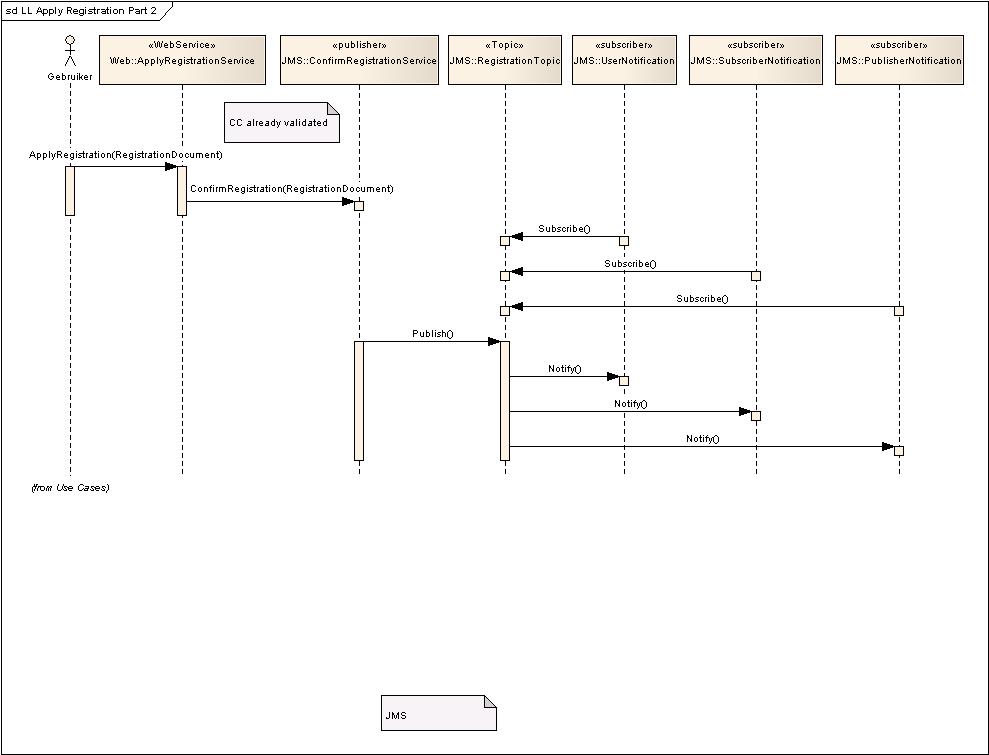 sd LL Apply Registration Part 2
Gebruiker
«WebService»
Web::ApplyRegistrationService
«publisher»
JMS::ConfirmRegistrationService
«Topic»
JMS::RegistrationTopic
«subscriber»
JMS::UserNotification
«subscriber»
JMS::SubscriberNotification
«subscriber»
JMS::PublisherNotification
CC already validated
ApplyRegistration(RegistrationDocument)
ConfirmRegistration(RegistrationDocument)
Subscribe()
Subscribe()
Subscribe()
Publish()
Notify()
Notify()
Notify()
(from Use Cases)
JMS